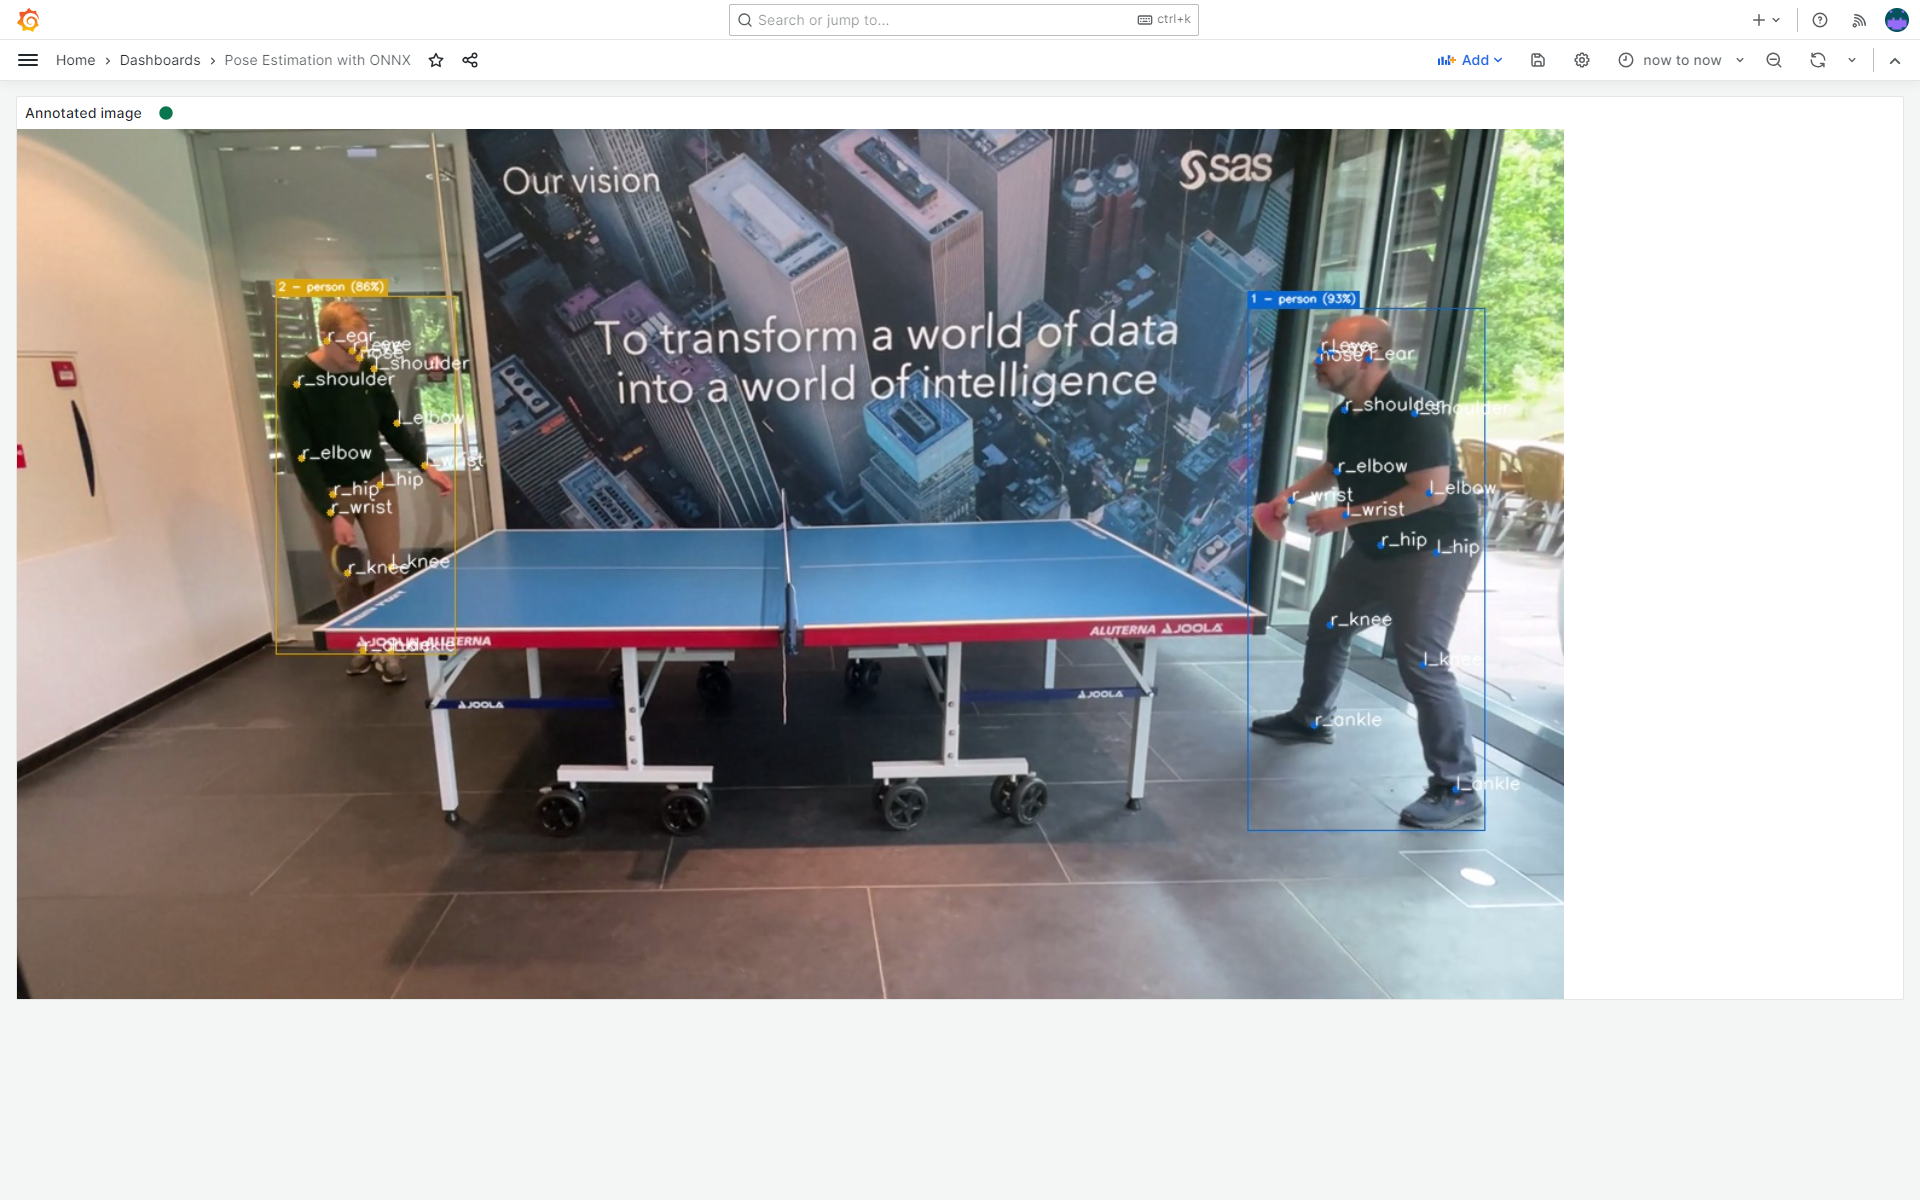 Search or jump to...
ctrl+k
Home › Dashboards › Pose Estimation with ONNX
Add
now to now
Annotated image
Our vision
sas
2 - person (86%)
1 - person (93%)
To transform a world of data
into a world of intelligence
r_ear
nose
l_shoulder
r_shoulder
l_elbow
r_elbow
l_wrist
l_hip
r_hip
r_wrist
l_knee
r_knee
r_ankle
l_ankle
nose
l_ear
r_shoulder
l_shoulder
r_elbow
l_elbow
r_wrist
l_wrist
r_hip
l_hip
r_knee
l_knee
r_ankle
l_ankle
JOOLA ALUTERNA
ALUTERNA JOOLA
JOOLA
JOOLA